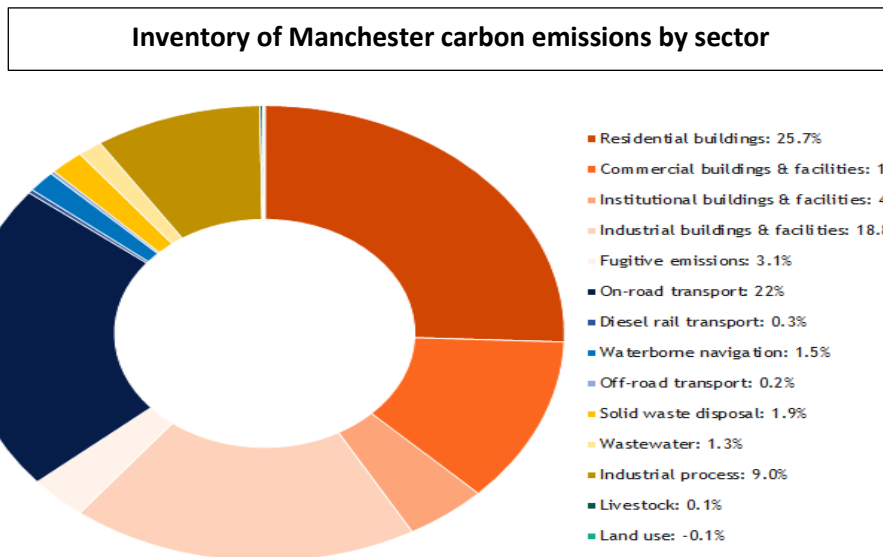 Inventory of Manchester carbon emissions by sector
Residential buildings: 25.7%
Commercial buildings & facilities: 1
Institutional buildings & facilities: 4
Industrial buildings & facilities: 18.8
Fugitive emissions: 3.1%
On-road transport: 22%
Diesel rail transport: 0.3%
Waterborne navigation: 1.5%
Off-road transport: 0.2%
Solid waste disposal: 1.9%
Wastewater: 1.3%
Industrial process: 9.0%
Livestock: 0.1%
Land use: -0.1%